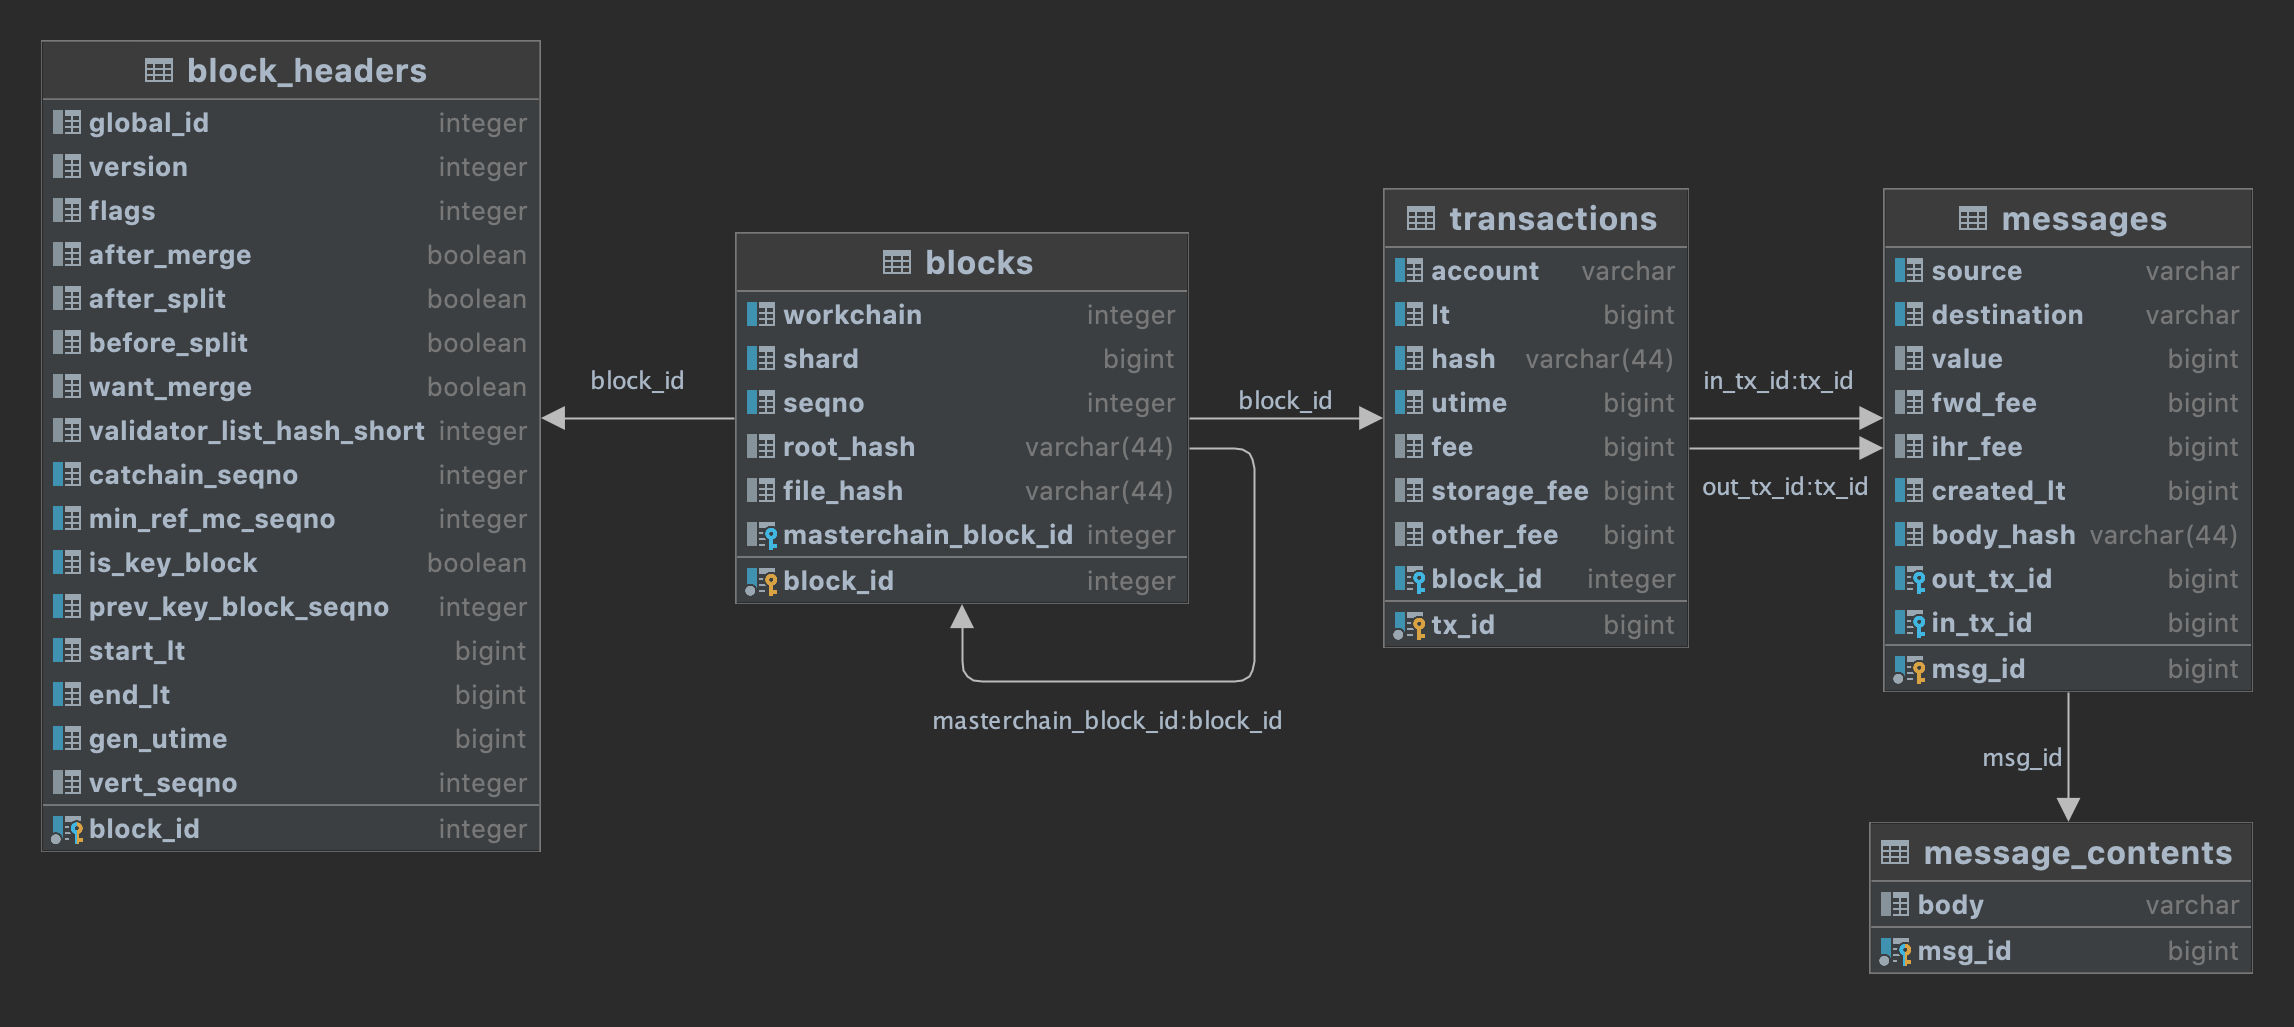 block_headers
global_id integer
version integer
flags integer
after_merge boolean
after_split boolean
before_split boolean
want_merge boolean
validator_list_hash_short integer
catchain_seqno integer
min_ref_mc_seqno integer
is_key_block boolean
prev_key_block_seqno integer
start_lt bigint
end_lt bigint
gen_utime bigint
vert_seqno integer
block_id integer
block_id
blocks
workchain integer
shard bigint
seqno integer
root_hash varchar(44)
file_hash varchar(44)
masterchain_block_id integer
block_id integer
masterchain_block_id:block_id
block_id
transactions
account varchar
lt bigint
hash varchar(44)
utime bigint
fee bigint
storage_fee bigint
other_fee bigint
block_id integer
tx_id bigint
in_tx_id:tx_id
out_tx_id:tx_id
messages
source varchar
destination varchar
value bigint
fwd_fee bigint
ihr_fee bigint
created_lt bigint
body_hash varchar(44)
out_tx_id bigint
in_tx_id bigint
msg_id bigint
msg_id
message_contents
body varchar
msg_id bigint